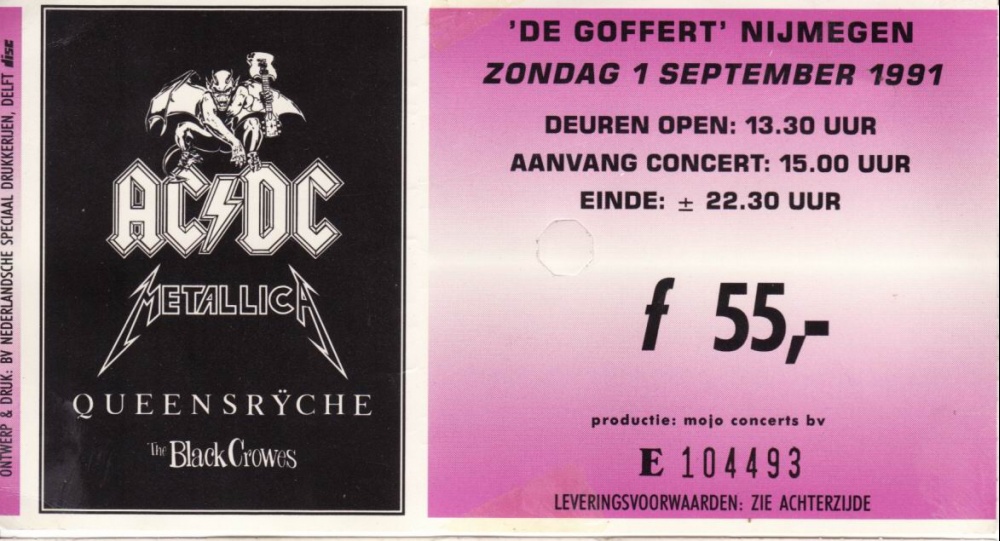 ONTWERP & DRUK: BV NEDERLANDSCHE SPECIAAL DRUKKERIJEN, DELFT disc
AC/DC
METALLICA
QUEENSRŸCHE
The Black Crowes
'DE GOFFERT' NIJMEGEN
ZONDAG 1 SEPTEMBER 1991
DEUREN OPEN: 13.30 UUR
AANVANG CONCERT: 15.00 UUR
EINDE: ± 22.30 UUR
f 55,-
productie: mojo concerts bv
E 104493
LEVERINGSVOORWAARDEN: ZIE ACHTERZIJDE